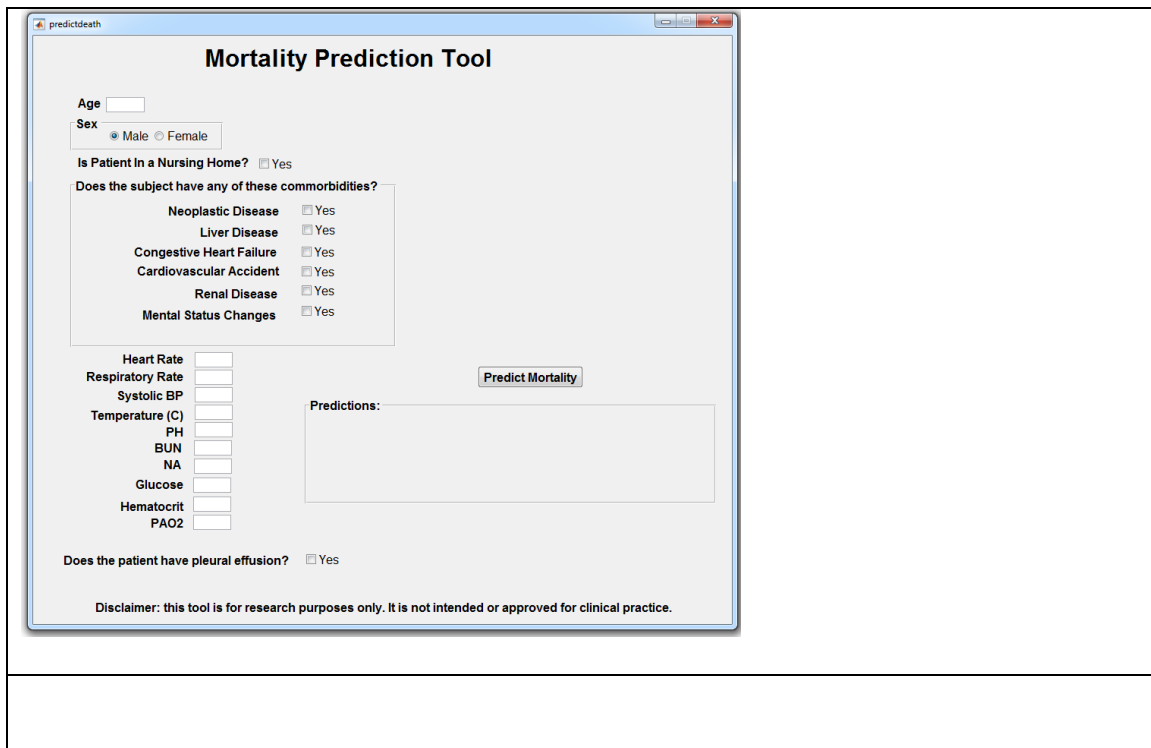 predictdeath
Mortality Prediction Tool
Age
Sex
Male Female
Is Patient In a Nursing Home? Yes
Does the subject have any of these commorbidities?
Neoplastic Disease Yes
Liver Disease Yes
Congestive Heart Failure Yes
Cardiovascular Accident Yes
Renal Disease Yes
Mental Status Changes Yes
Heart Rate
Respiratory Rate
Predict Mortality
Systolic BP
Predictions:
Temperature (C)
PH
BUN
NA
Glucose
Hematocrit
PAO2
Does the patient have pleural effusion? Yes
Disclaimer: this tool is for research purposes only. It is not intended or approved for clinical practice.